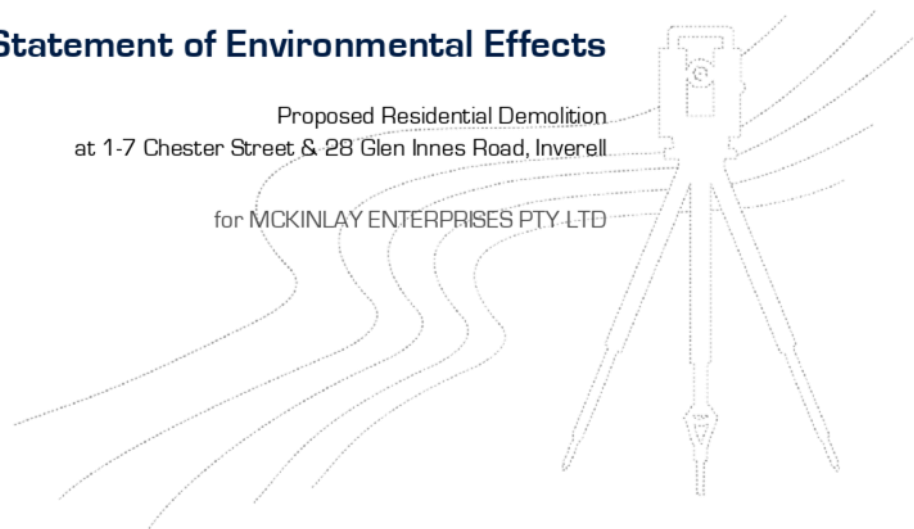 Statement of Environmental Effects
Proposed Residential Demolition
at 1-7 Chester Street & 28 Glen Innes Road, Inverell
for MCKINLAY ENTERPRISES PTY LTD